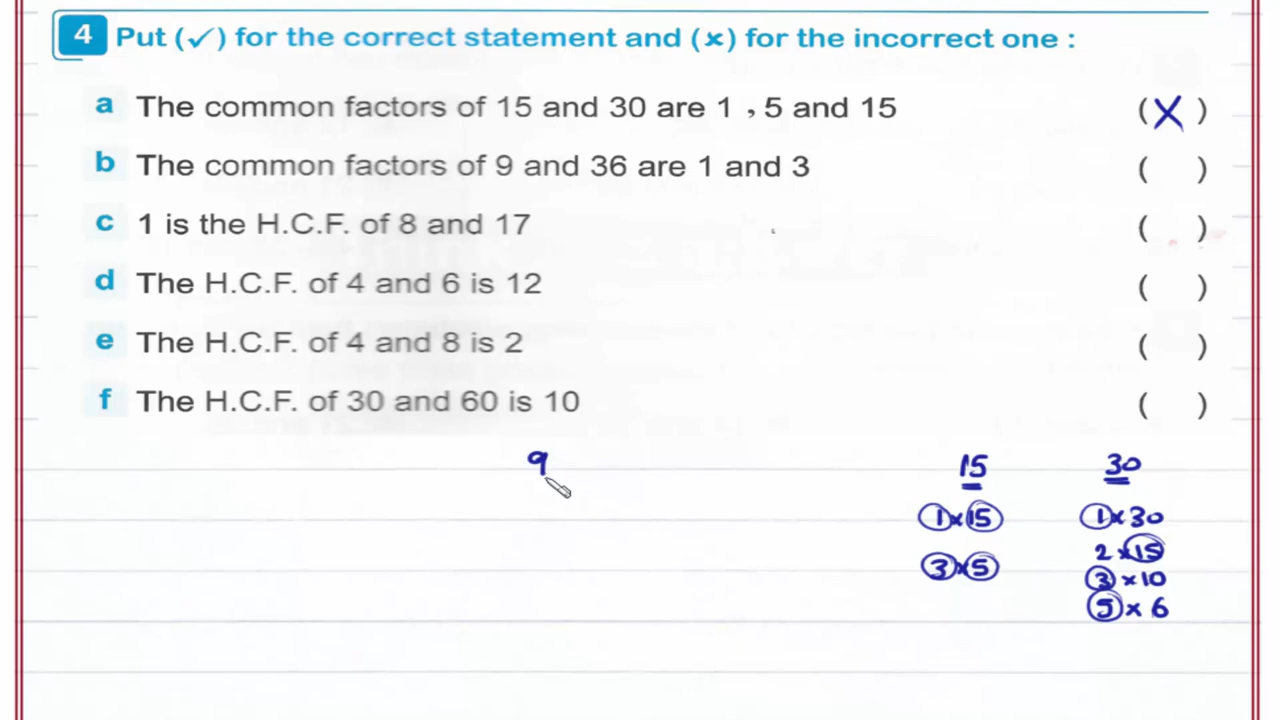 4 Put (✓) for the correct statement and (×) for the incorrect one :
a The common factors of 15 and 30 are 1 , 5 and 15 (X)
b The common factors of 9 and 36 are 1 and 3 ( )
c 1 is the H.C.F. of 8 and 17 ( )
d The H.C.F. of 4 and 6 is 12 ( )
e The H.C.F. of 4 and 8 is 2 ( )
f The H.C.F. of 30 and 60 is 10 ( )
9 15 30
1×15 1×30
2×15
3×5 3×10
5×6